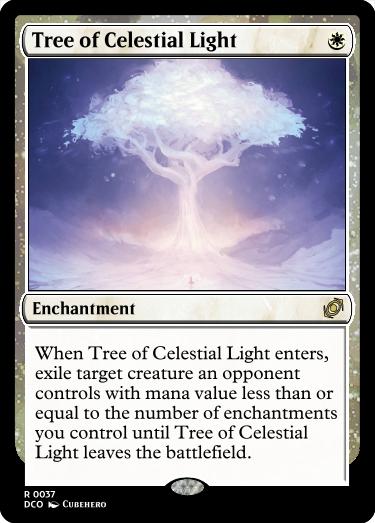 Tree of Celestial Light
Enchantment
When Tree of Celestial Light enters,
exile target creature an opponent
controls with mana value less than or
equal to the number of enchantments
you control until Tree of Celestial
Light leaves the battlefield.
R 0037
DCO Cubehero